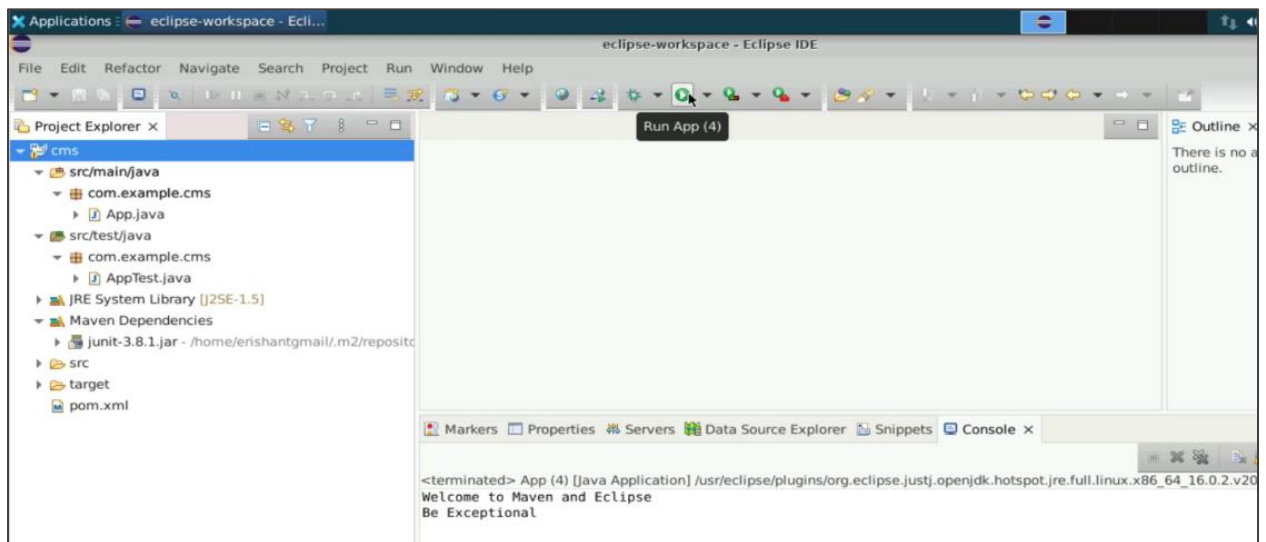 Applications : eclipse-workspace - Ecli...
eclipse-workspace - Eclipse IDE
File Edit Refactor Navigate Search Project Run Window Help
Project Explorer
Run App (4)
Outline
cms
There is no a
outline.
src/main/java
com.example.cms
App.java
src/test/java
com.example.cms
AppTest.java
JRE System Library [J2SE-1.5]
Maven Dependencies
junit-3.8.1.jar - /home/erishantgmail/.m2/reposito
src
target
pom.xml
Markers Properties Servers Data Source Explorer Snippets Console
<terminated> App (4) [Java Application] /usr/eclipse/plugins/org.eclipse.justj.openjdk.hotspot.jre.full.linux.x86_64_16.0.2.v20
Welcome to Maven and Eclipse
Be Exceptional